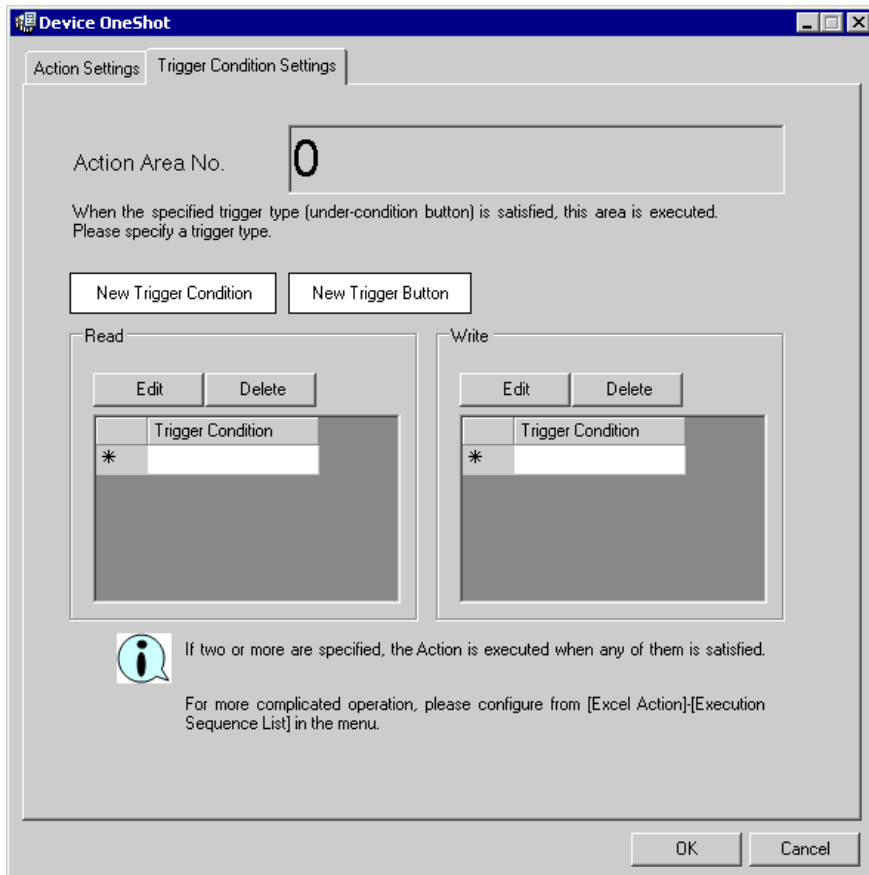 Device OneShot
Action Settings
Trigger Condition Settings
Action Area No.
0
When the specified trigger type (under-condition button) is satisfied, this area is executed.
Please specify a trigger type.
New Trigger Condition
New Trigger Button
Read
Write
Edit
Delete
Edit
Delete
Trigger Condition
Trigger Condition
*
*
If two or more are specified, the Action is executed when any of them is satisfied.
For more complicated operation, please configure from [Excel Action]-[Execution
Sequence List] in the menu.
OK
Cancel